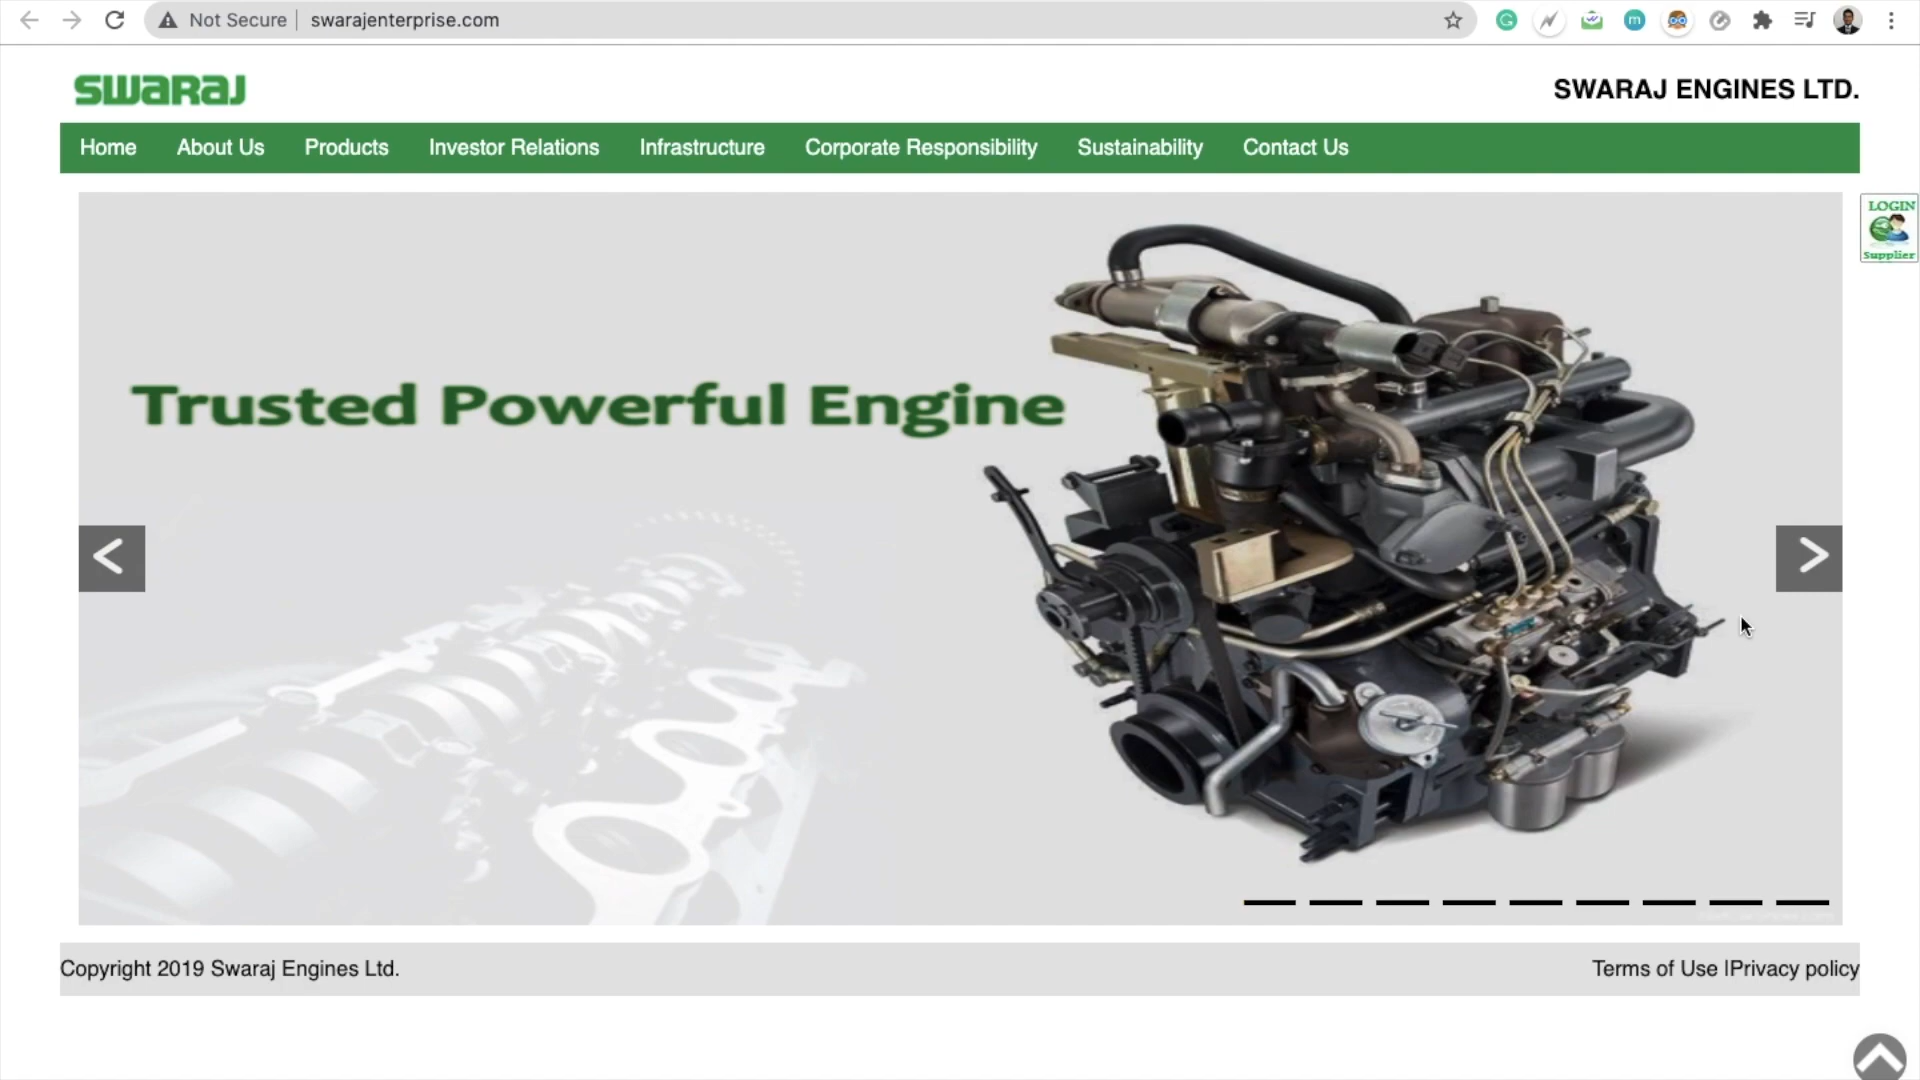 Not Secure swarajenterprise.com
SWARAJ
SWARAJ ENGINES LTD.
Home About Us Products Investor Relations Infrastructure Corporate Responsibility Sustainability Contact Us
LOGIN
Supplier
Trusted Powerful Engine
Copyright 2019 Swaraj Engines Ltd.
Terms of Use |Privacy policy